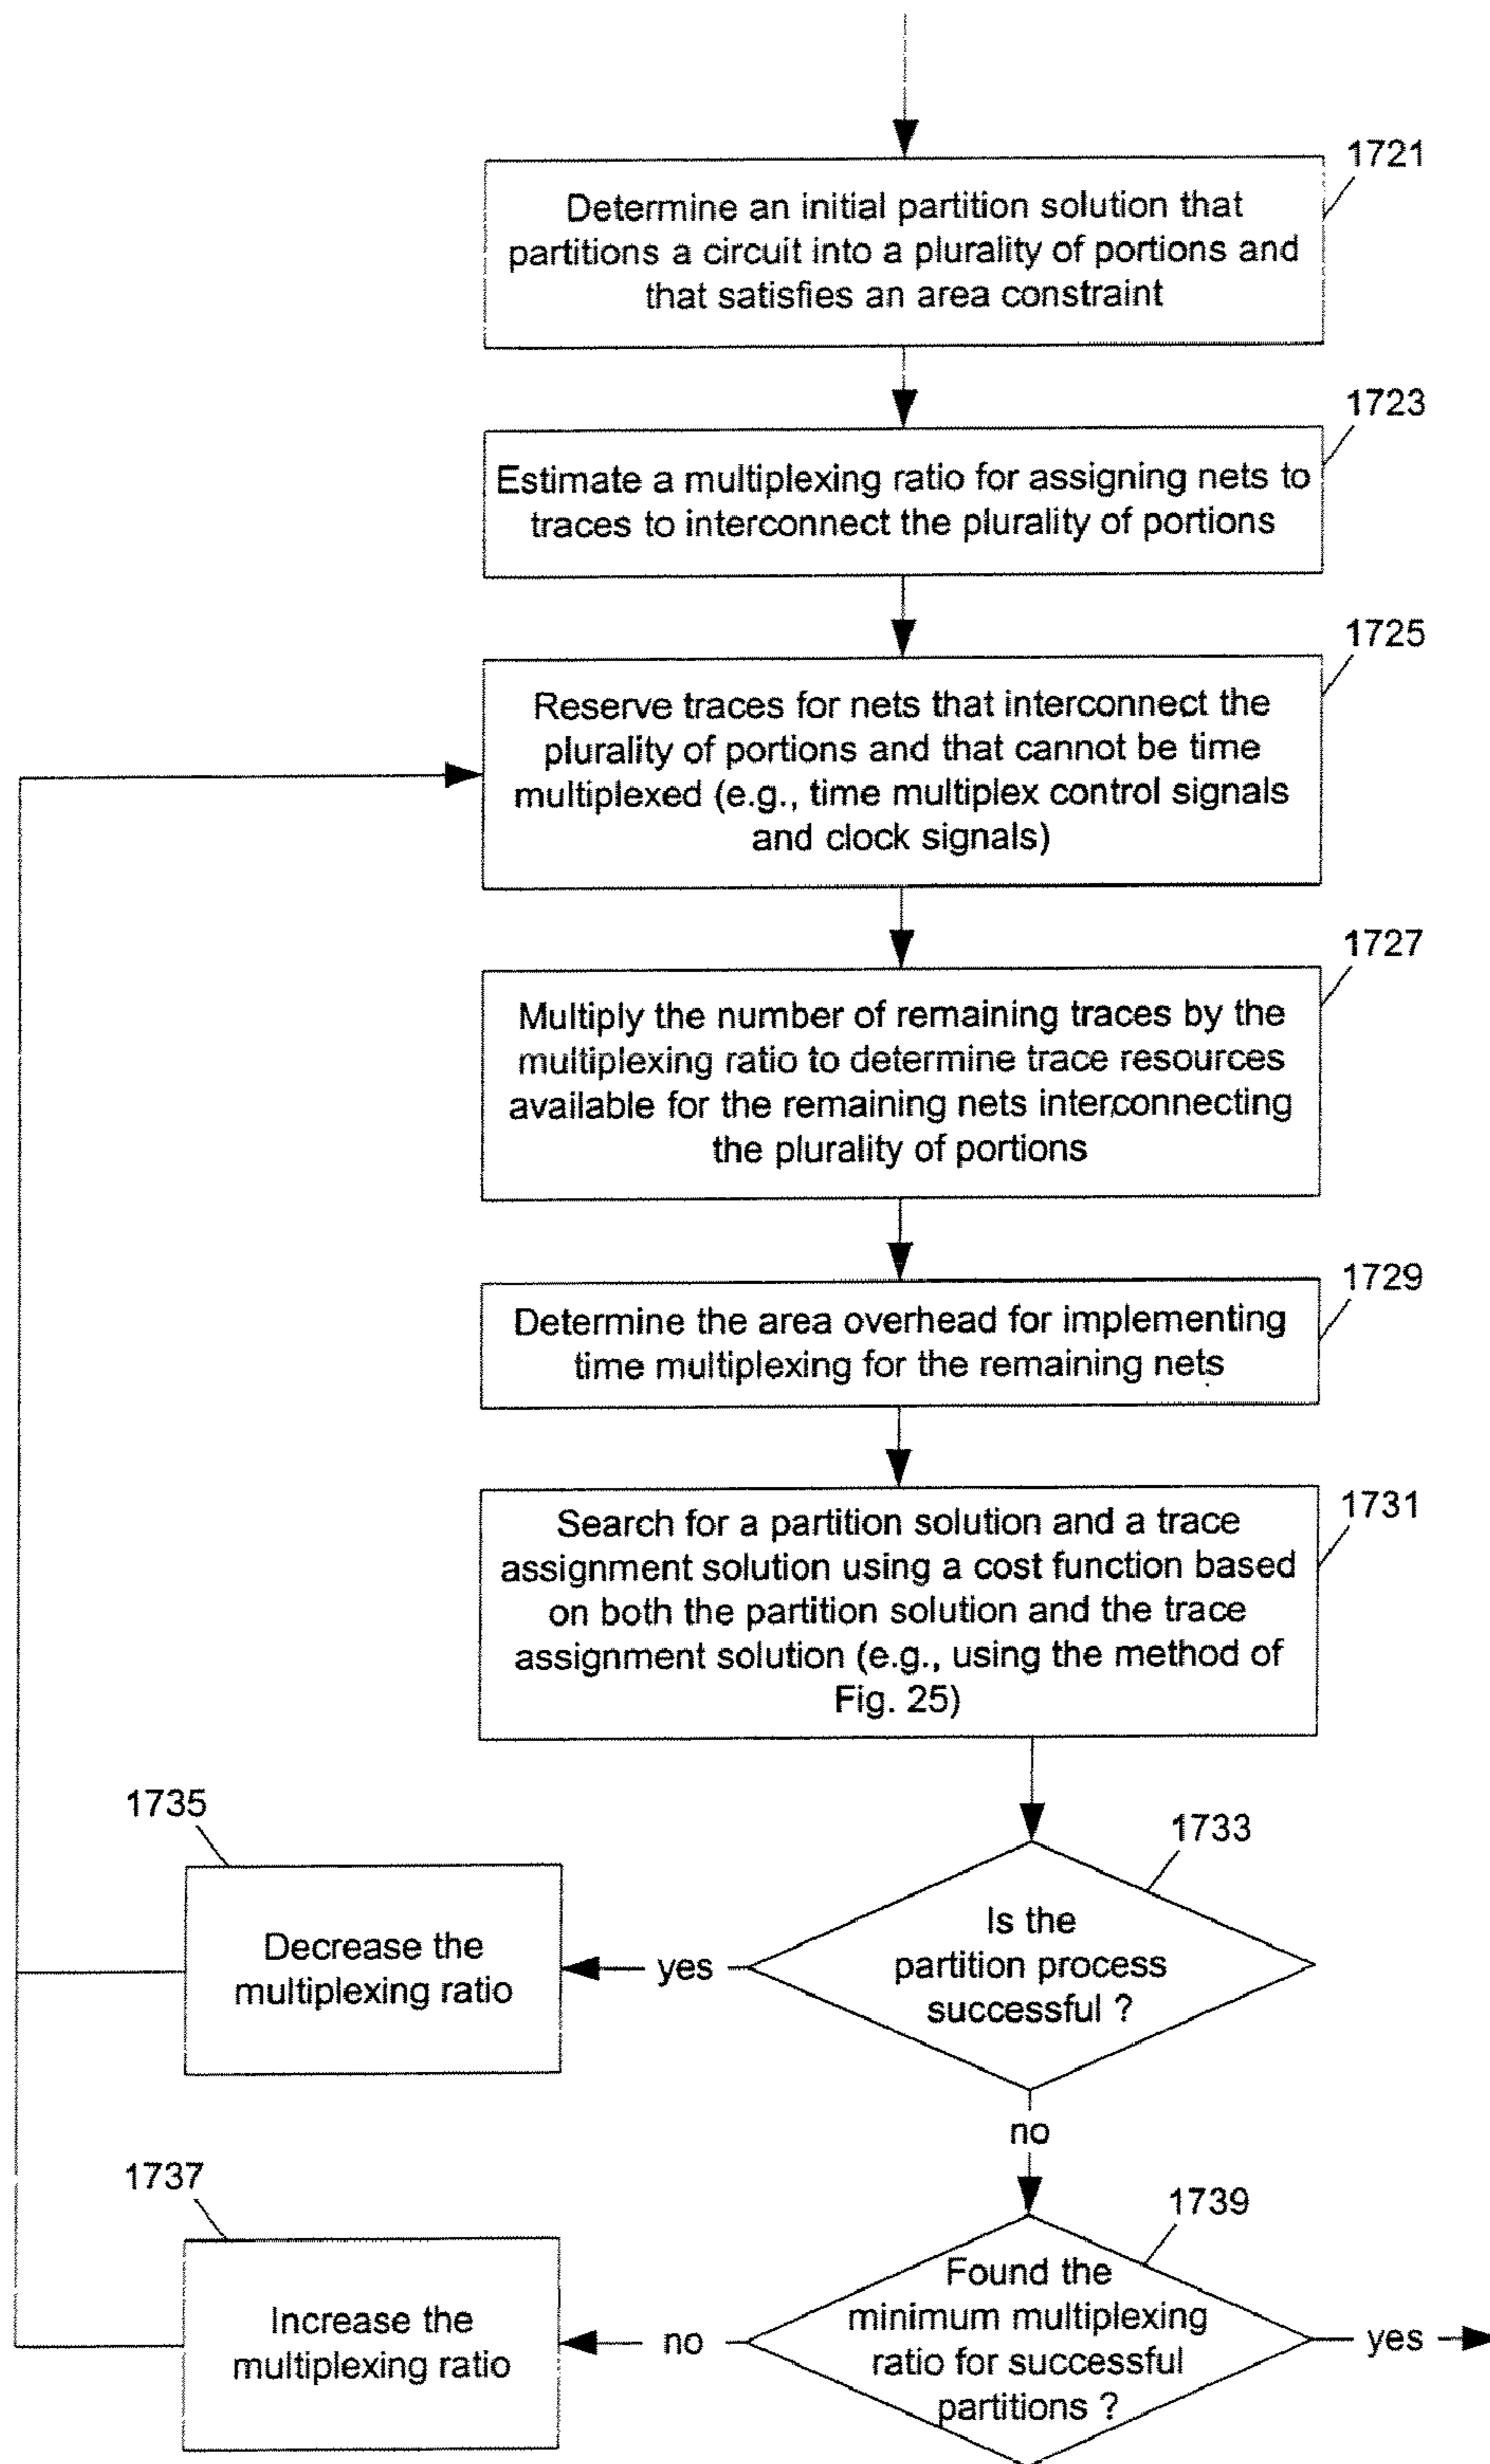 1721
Determine an initial partition solution that
partitions a circuit into a plurality of portions and
that satisfies an area constraint
1723
Estimate a multiplexing ratio for assigning nets to
traces to interconnect the plurality of portions
1725
Reserve traces for nets that interconnect the
plurality of portions and that cannot be time
multiplexed (e.g., time multiplex control signals
and clock signals)
1727
Multiply the number of remaining traces by the
multiplexing ratio to determine trace resources
available for the remaining nets interconnecting
the plurality of portions
1729
Determine the area overhead for implementing
time multiplexing for the remaining nets
1731
Search for a partition solution and a trace
assignment solution using a cost function based
on both the partition solution and the trace
assignment solution (e.g., using the method of
Fig. 25)
1733
Is the
partition process
successful ?
yes
1735
Decrease the
multiplexing ratio
no
1739
Found the
minimum multiplexing
ratio for successful
partitions ?
yes
no
1737
Increase the
multiplexing ratio